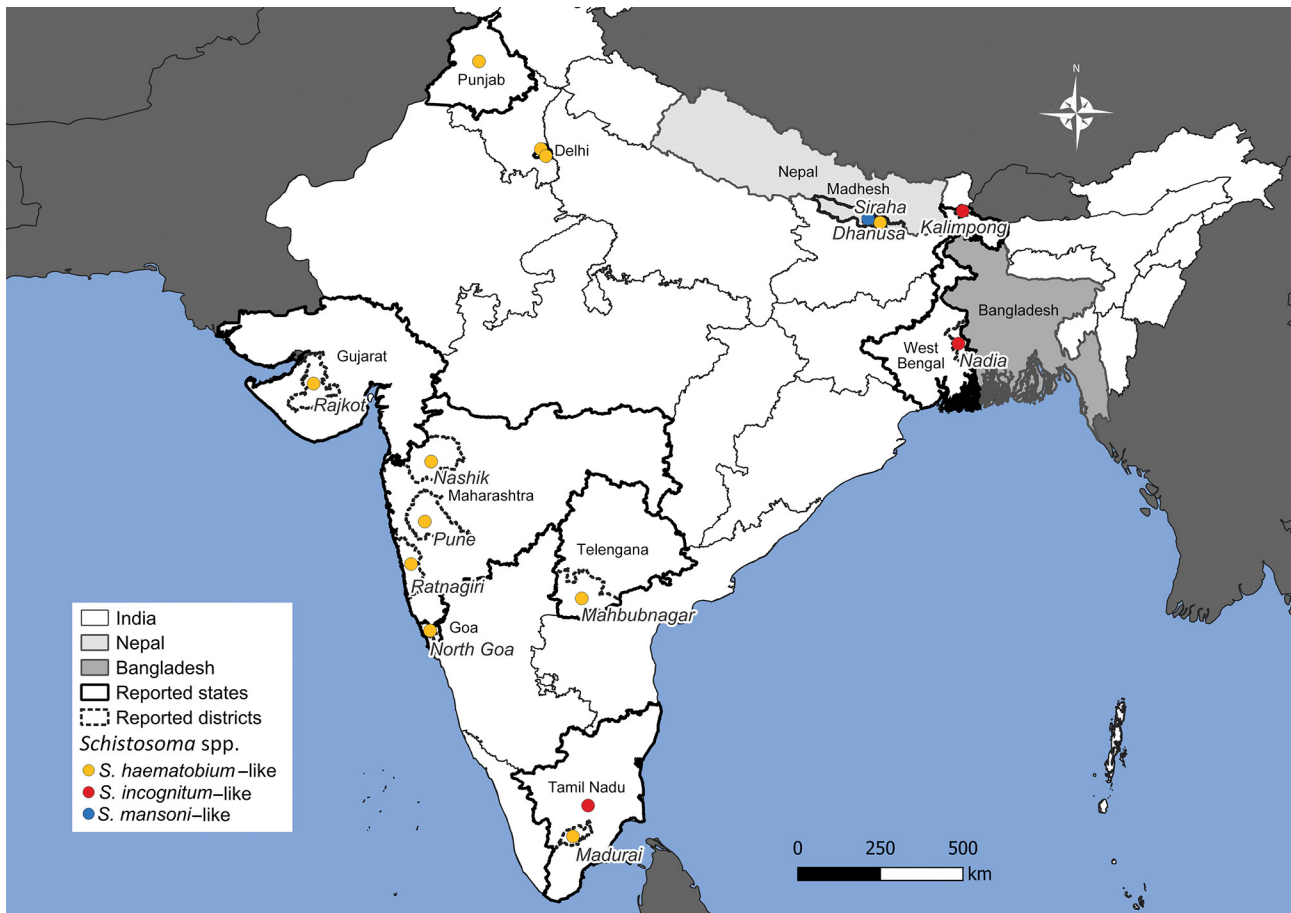 N
Punjab
Delhi
Nepal
Madhesh
Siraha
Dhanusa
Kalimpong
Bangladesh
West
Bengal
Nadia
Gujarat
Rajkot
Nashik
Maharashtra
Pune
Telengana
Ratnagiri
Mahbubnagar
Goa
North Goa
Tamil Nadu
Madurai
India
Nepal
Bangladesh
Reported states
Reported districts
Schistosoma spp.
S. haematobium–like
S. incognitum–like
S. mansoni–like
0 250 500
km